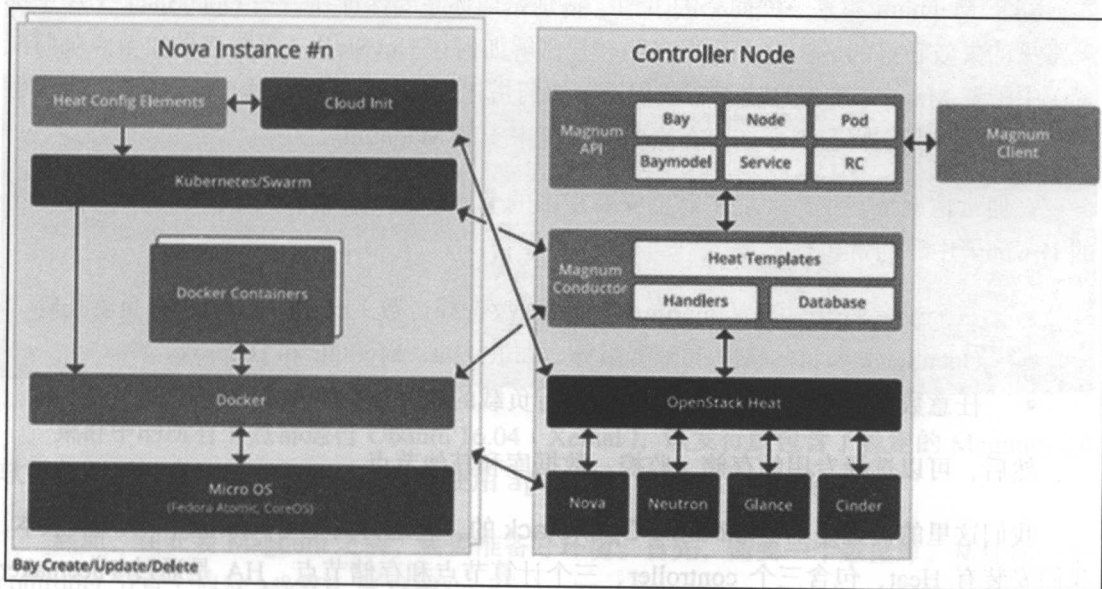 Nova Instance #n
Heat Config Elements
Cloud Init
Kubernetes/Swarm
Docker Containers
Docker
Micro OS
(Fedora Atomic, CoreOS)
Bay Create/Update/Delete
Controller Node
Magnum
API
Bay
Node
Pod
Baymodel
Service
RC
Magnum
Client
Magnum
Conductor
Heat Templates
Handlers
Database
OpenStack Heat
Nova
Neutron
Glance
Cinder